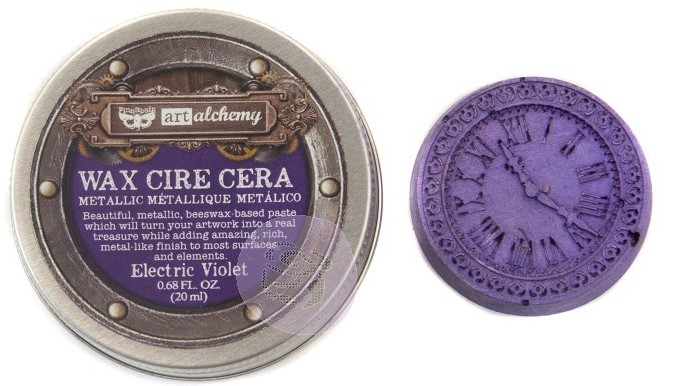 Finnabair
art alchemy
WAX CIRE CERA
METALLIC MÉTALLIQUE METÁLICO
Beautiful, metallic, beeswax-based paste
which will turn your artwork into a real
treasure while adding amazing, rich,
metal-like finish to most surfaces
and elements.
Electric Violet
0.68 FL. OZ.
(20 ml)